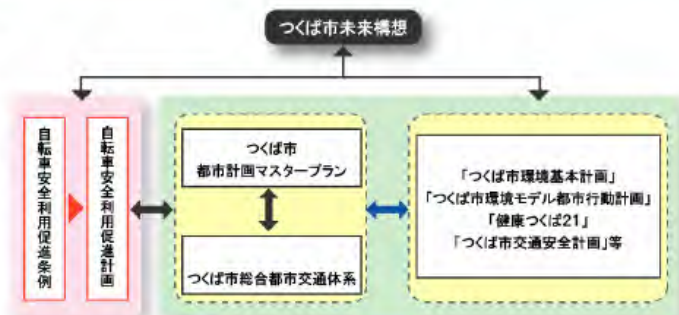 つくば市未来構想
自転車安全利用促進条例
自転車安全利用促進計画
つくば市
都市計画マスタープラン
つくば市総合都市交通体系
「つくば市環境基本計画」
「つくば市環境モデル都市行動計画」
「健康つくば21」
「つくば市交通安全計画」等